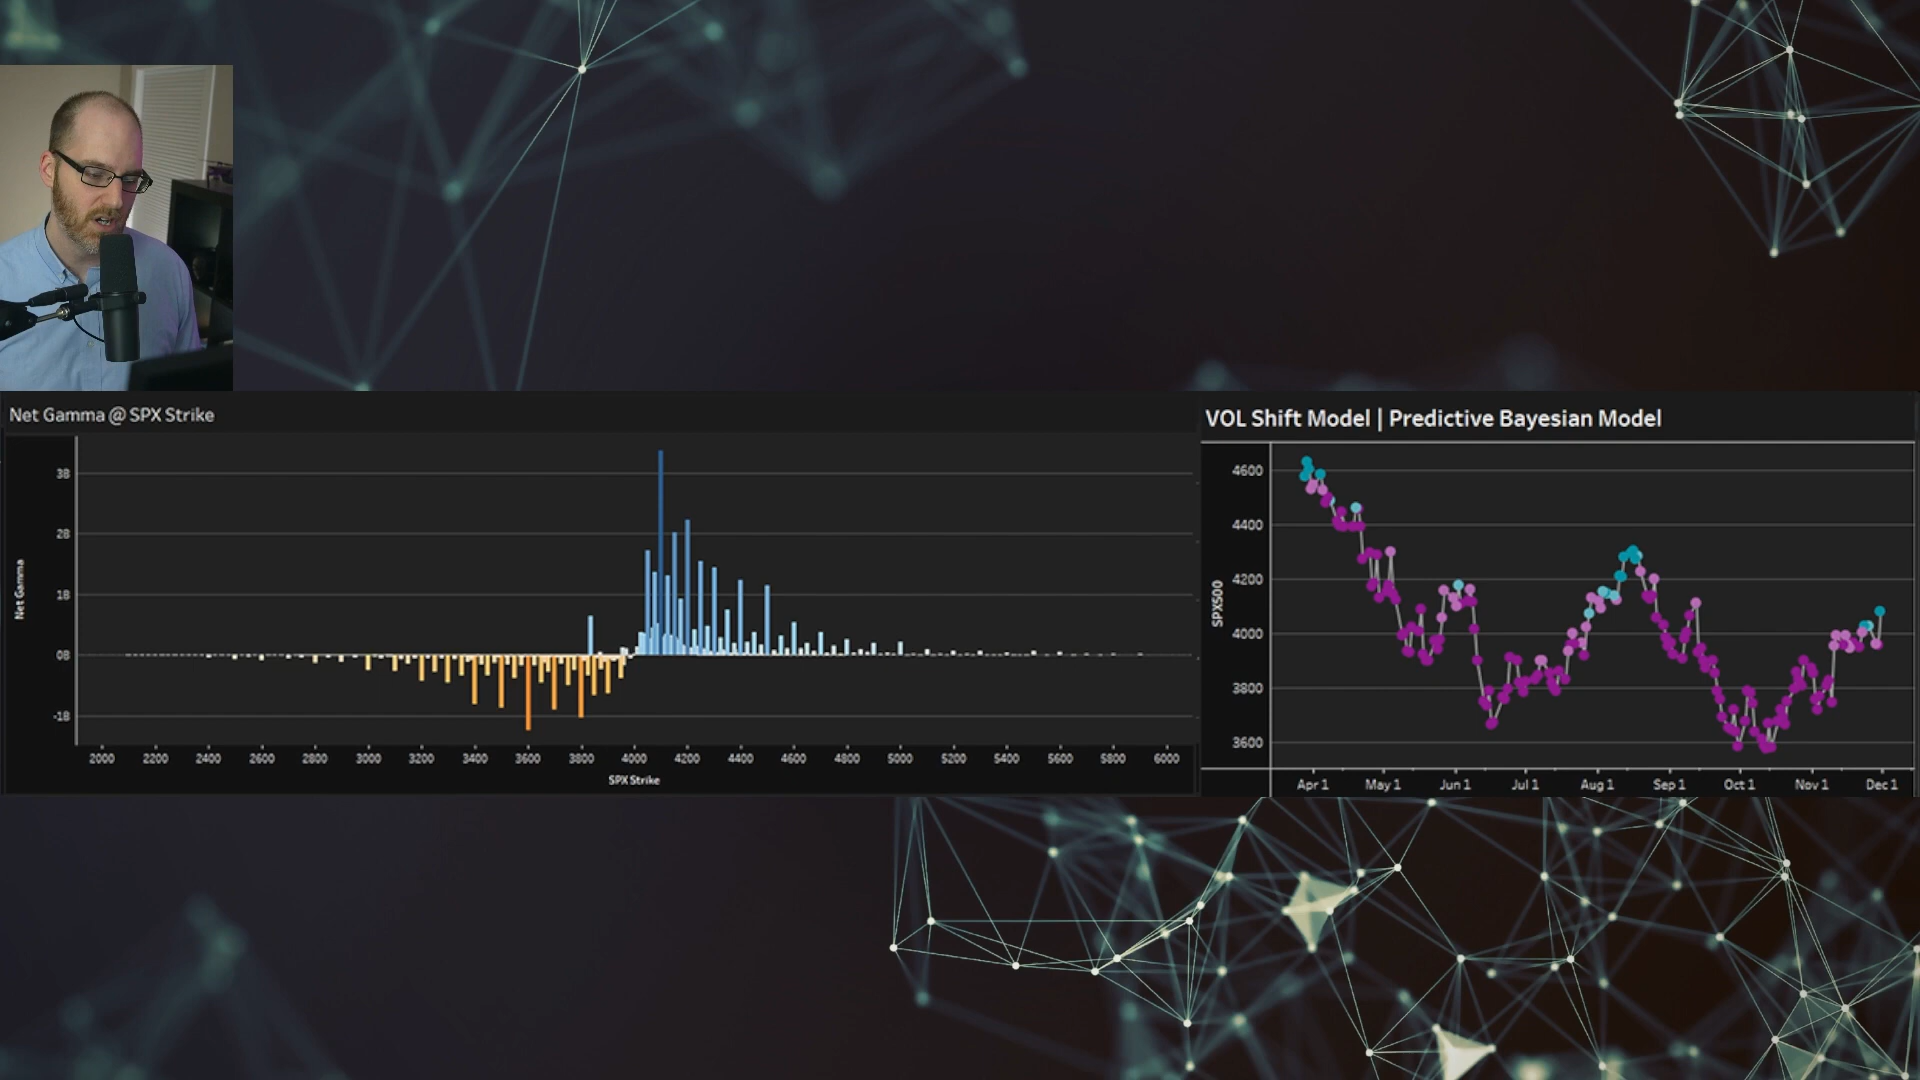 Net Gamma @ SPX Strike
3B
2B
1B
0B
-1B
Net Gamma
2000 2200 2400 2600 2800 3000 3200 3400 3600 3800 4000 4200 4400 4600 4800 5000 5200 5400 5600 5800 6000
SPX Strike
VOL Shift Model | Predictive Bayesian Model
4600
4400
4200
4000
3800
3600
SPX500
Apr 1 May 1 Jun 1 Jul 1 Aug 1 Sep 1 Oct 1 Nov 1 Dec 1